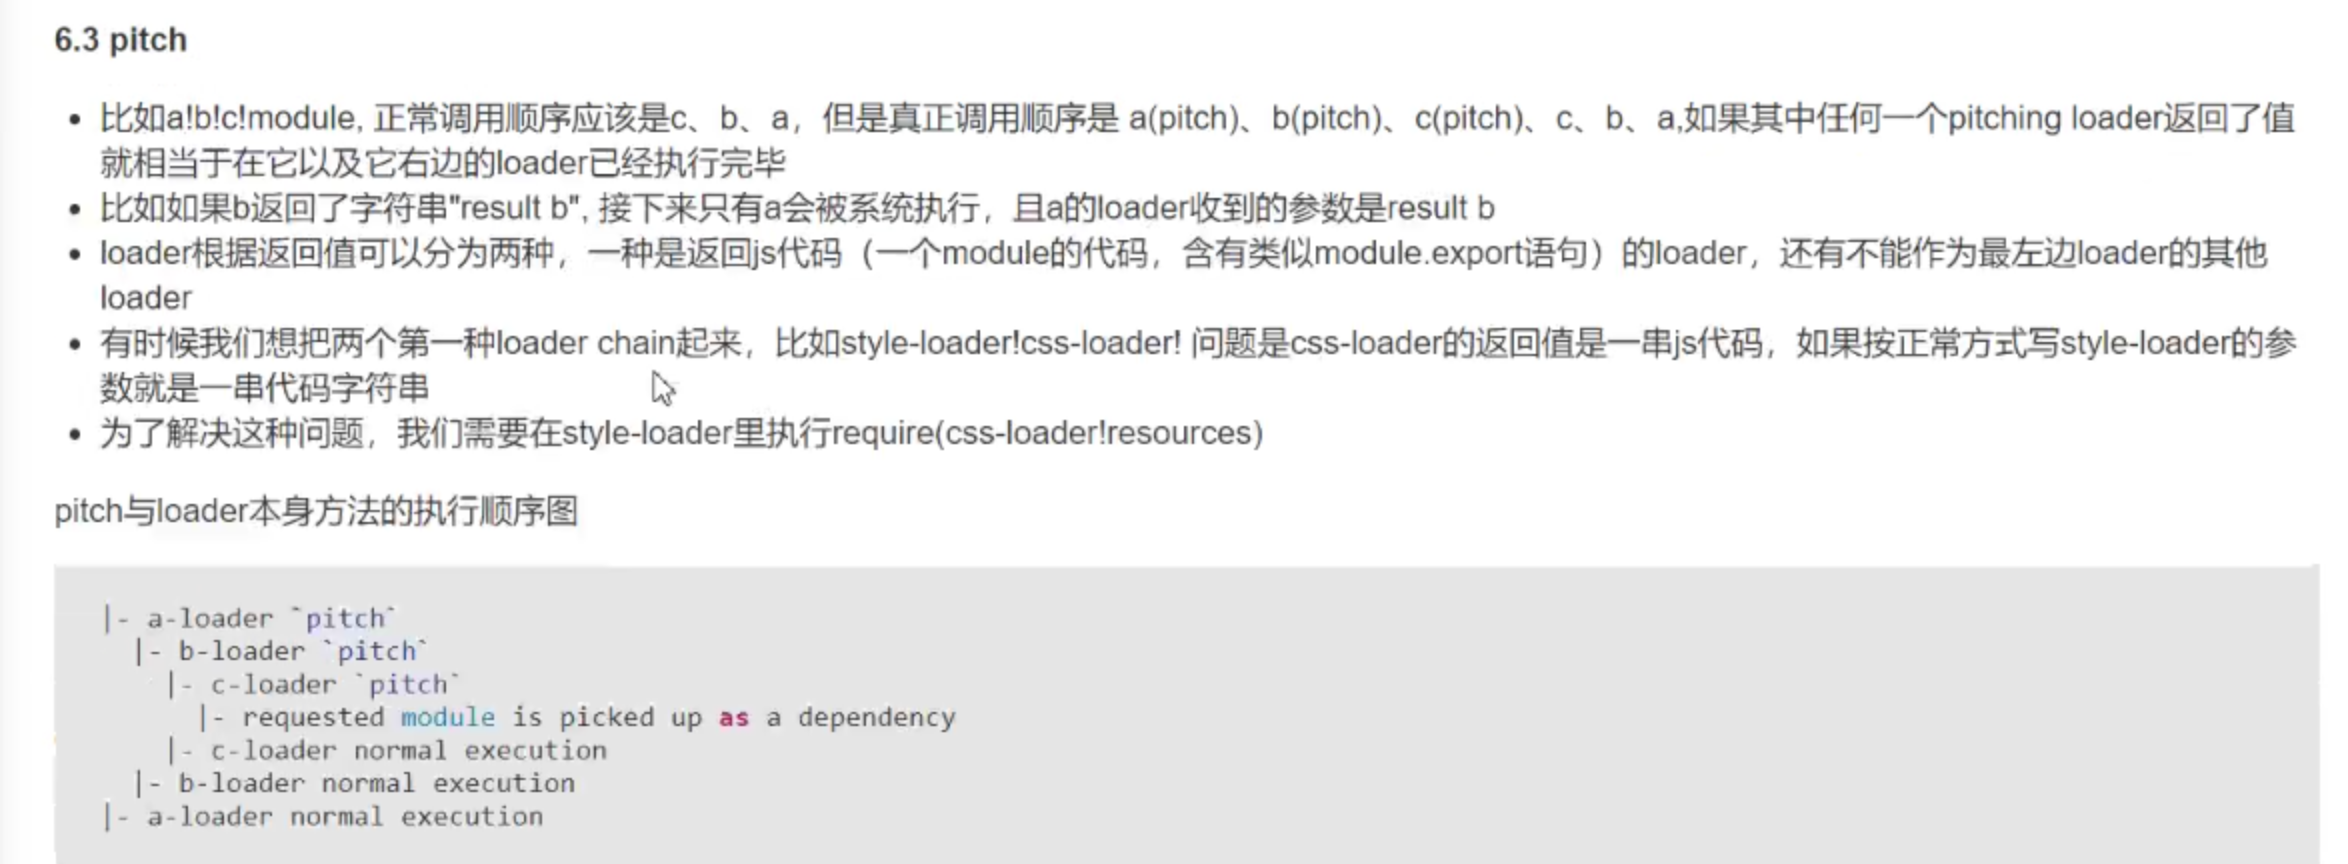 6.3 pitch
• 比如a!b!c!module, 正常调用顺序应该是c、b、a，但是真正调用顺序是 a(pitch)、b(pitch)、c(pitch)、c、b、a,如果其中任何一个pitching loader返回了值
就相当于在它以及它右边的loader已经执行完毕
• 比如如果b返回了字符串"result b", 接下来只有a会被系统执行，且a的loader收到的参数是result b
• loader根据返回值可以分为两种，一种是返回js代码（一个module的代码，含有类似module.export语句）的loader，还有不能作为最左边loader的其他
loader
• 有时候我们想把两个第一种loader chain起来，比如style-loader!css-loader! 问题是css-loader的返回值是一串js代码，如果按正常方式写style-loader的参
数就是一串代码字符串
• 为了解决这种问题，我们需要在style-loader里执行require(css-loader!resources)
pitch与loader本身方法的执行顺序图
|- a-loader `pitch`
  |- b-loader `pitch`
    |- c-loader `pitch`
      |- requested module is picked up as a dependency
    |- c-loader normal execution
  |- b-loader normal execution
|- a-loader normal execution